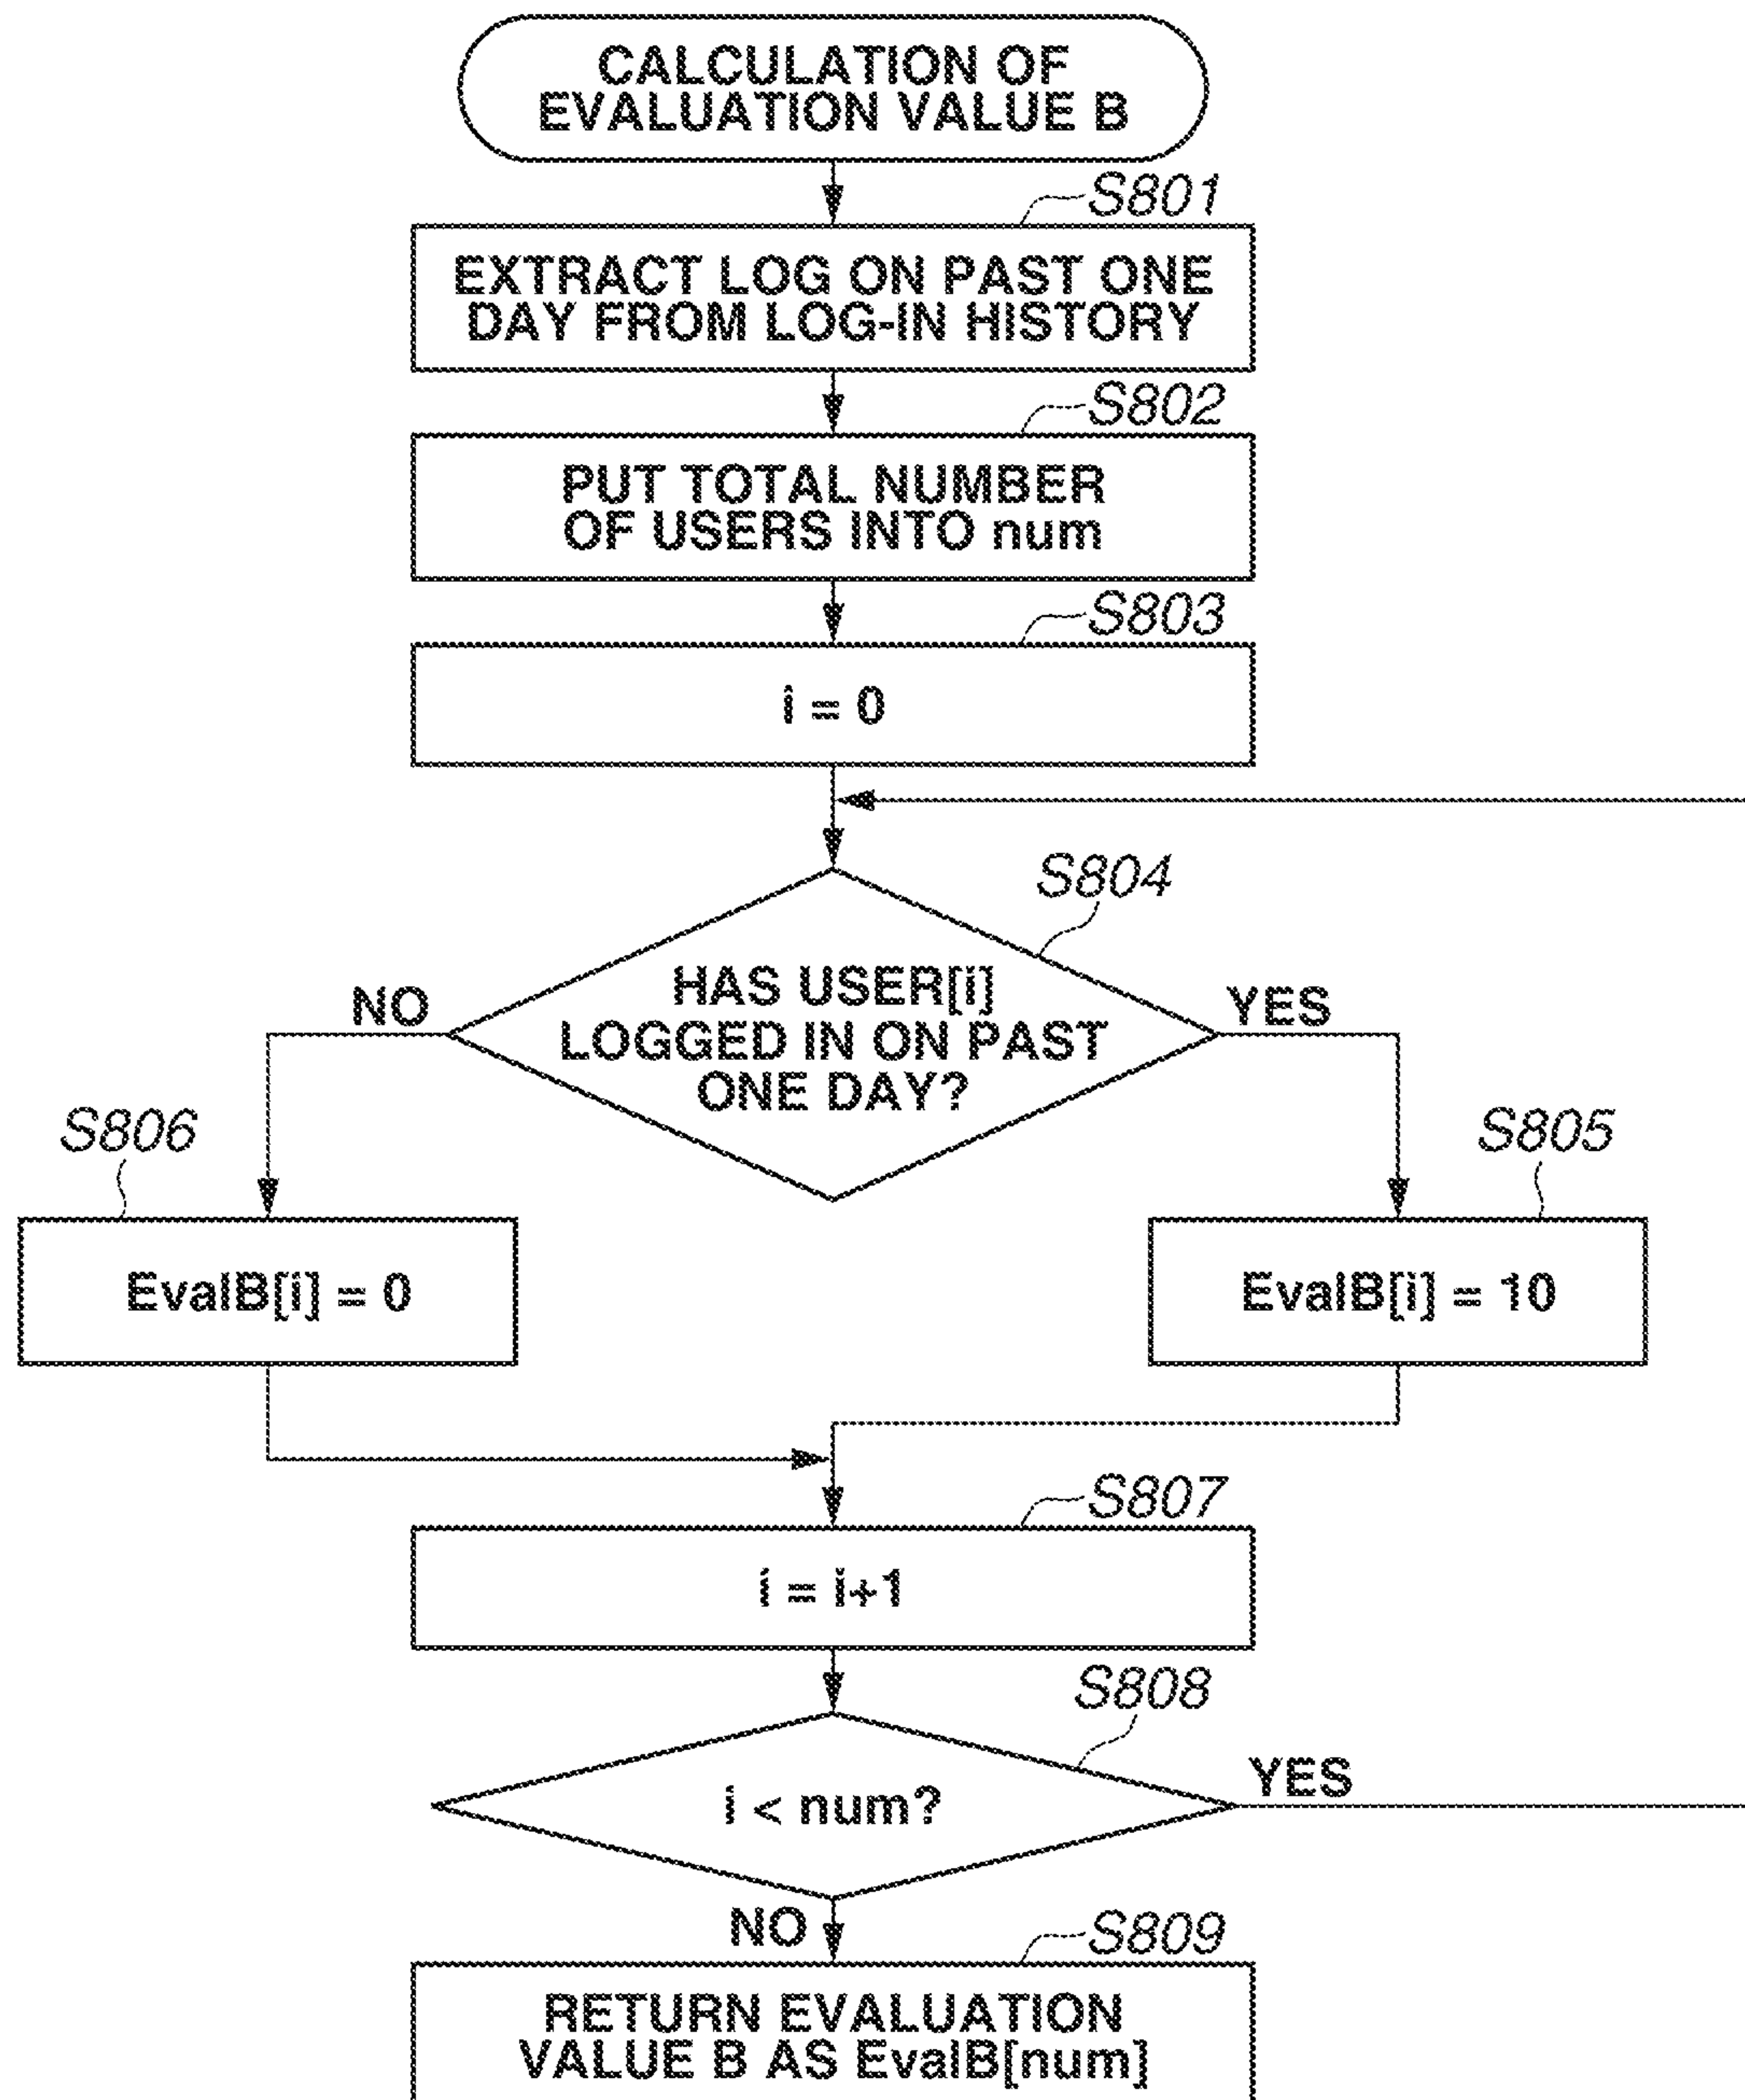 CALCULATION OF
EVALUATION VALUE B
S801
EXTRACT LOG ON PAST ONE
DAY FROM LOG-IN HISTORY
S802
PUT TOTAL NUMBER
OF USERS INTO num
S803
i = 0
S804
HAS USER[i]
LOGGED IN ON PAST
ONE DAY?
NO
YES
S806
S805
EvalB[i] = 0
EvalB[i] = 10
S807
i = i+1
S808
i < num?
YES
NO
S809
RETURN EVALUATION
VALUE B AS EvalB[num]